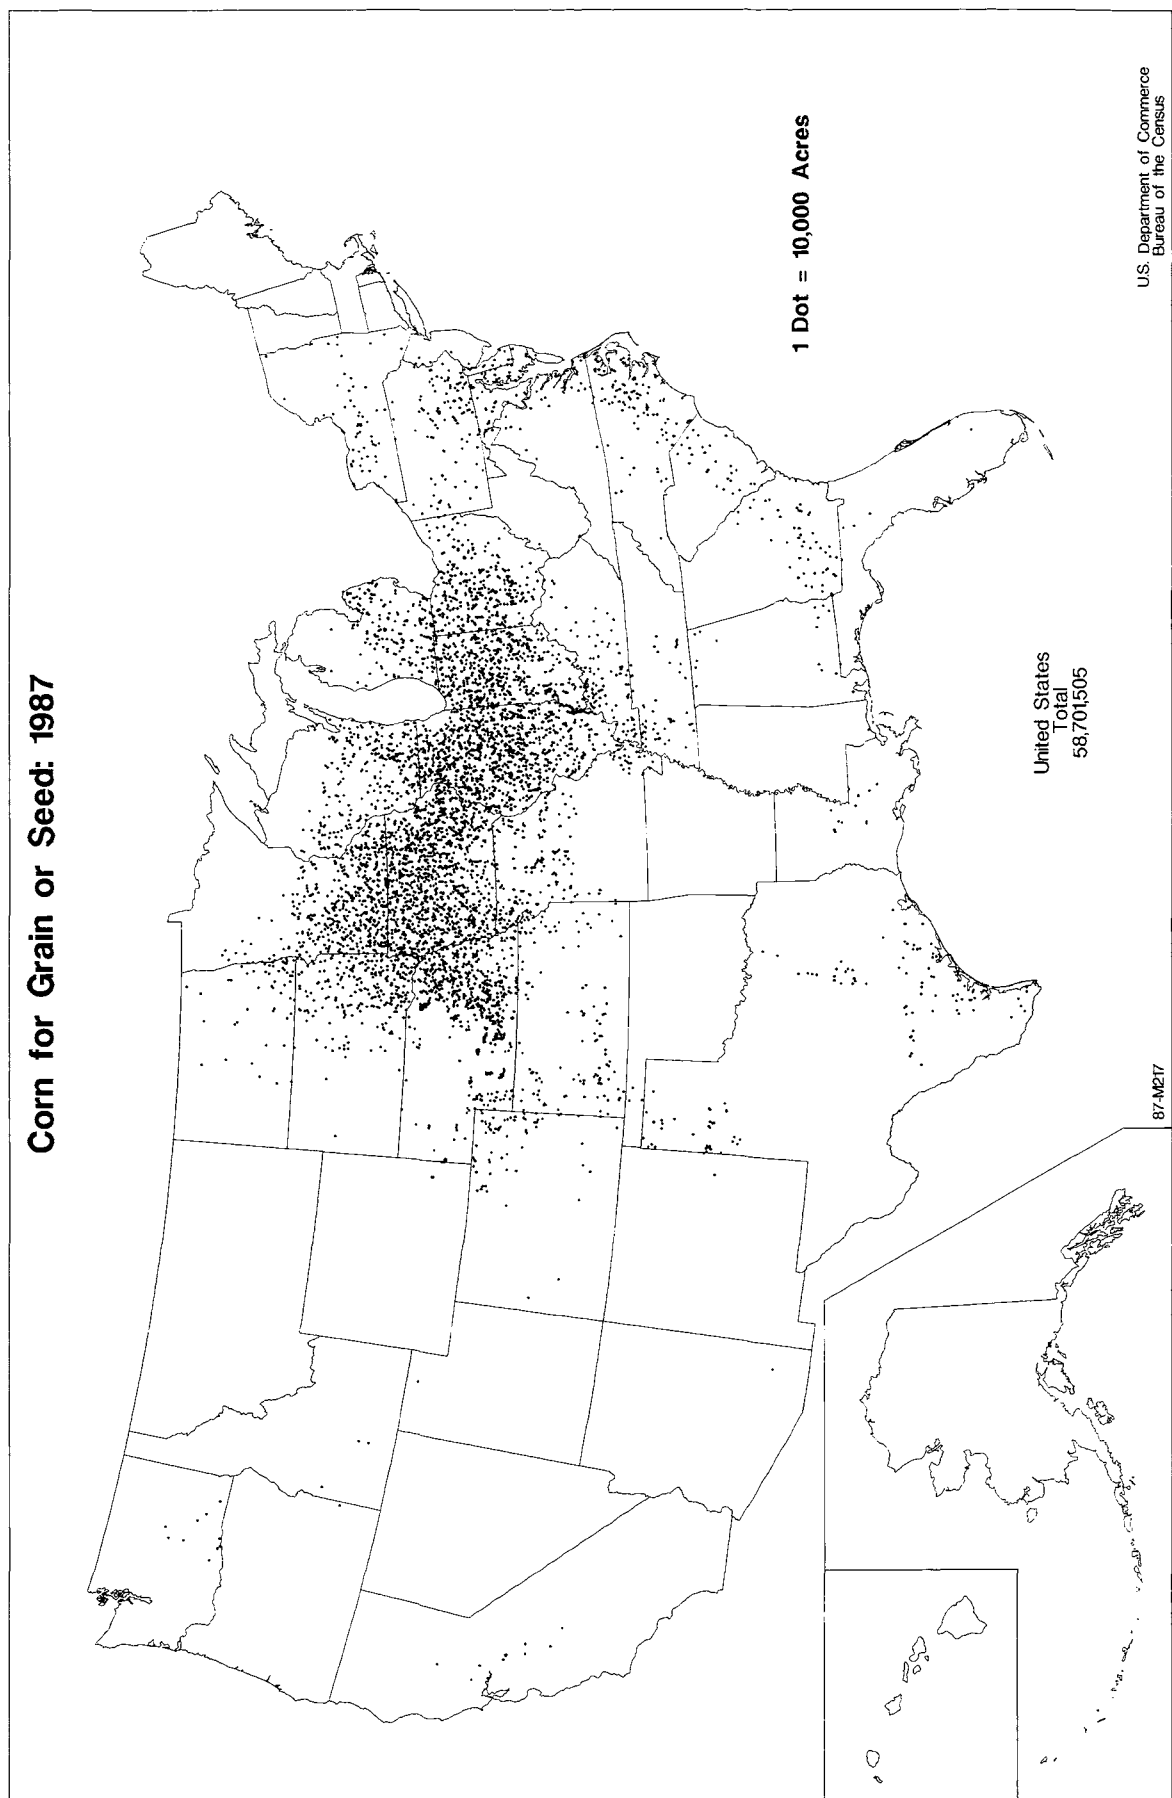 Corn for Grain or Seed: 1987
1 Dot = 10,000 Acres
United States
Total
58,701,505
87-M217
U.S. Department of Commerce
Bureau of the Census